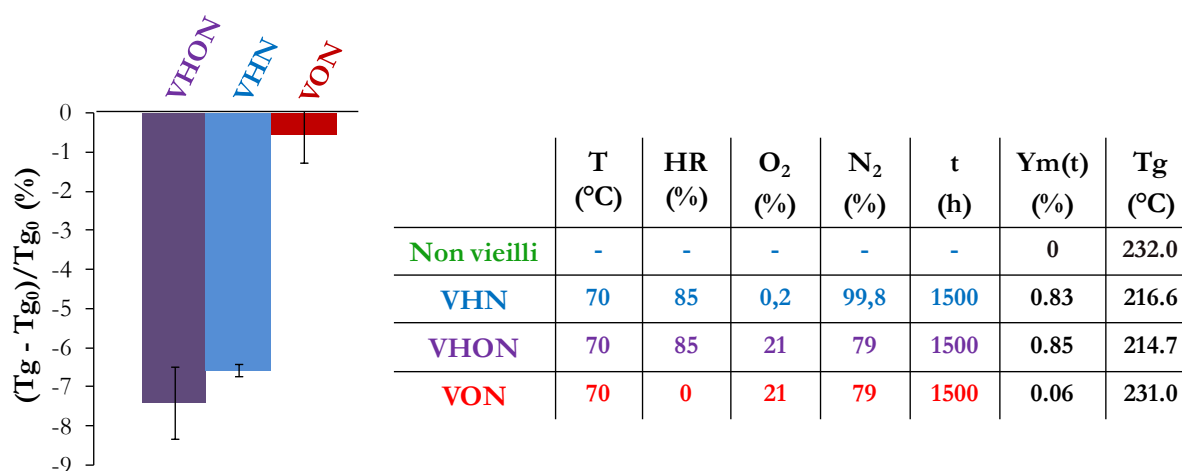 VHON
VHN
VON
0
-1
-2
-3
-4
-5
-6
-7
-8
-9
(Tg - Tg₀)/Tg₀ (%)
T HR O₂ N₂ t Ym(t) Tg
(°C) (%) (%) (%) (h) (%) (°C)
Non vieilli - - - - - 0 232.0
VHN 70 85 0,2 99,8 1500 0.83 216.6
VHON 70 85 21 79 1500 0.85 214.7
VON 70 0 21 79 1500 0.06 231.0